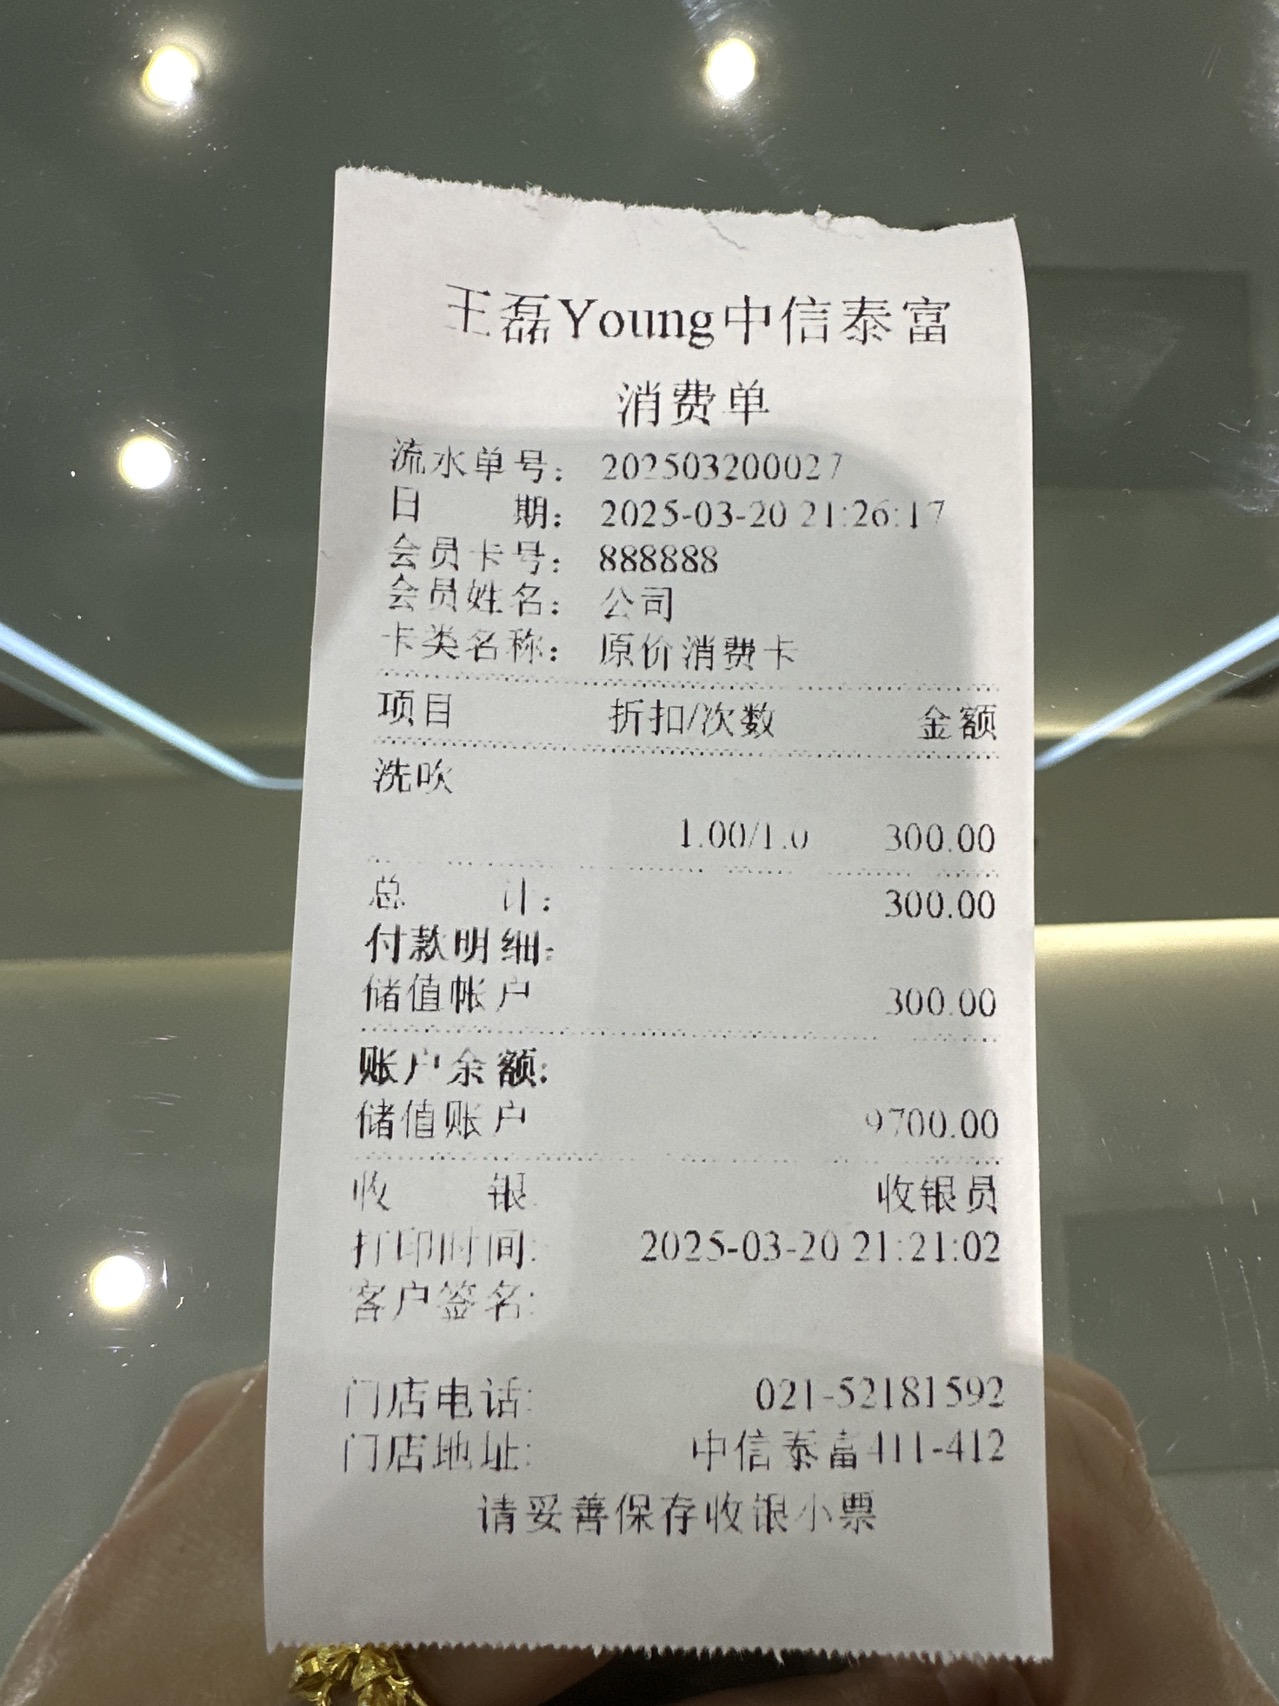 王磊Young中信泰富
消费单
流水单号: 202503200027
日 期: 2025-03-20 21:26:17
会员卡号: 888888
会员姓名: 公司
卡类名称: 原价消费卡
项目 折扣/次数 金额
洗吹
1.00/1.0 300.00
总 计: 300.00
付款明细:
储值帐户 300.00
账户余额:
储值账户 9700.00
收 银: 收银员
打印时间: 2025-03-20 21:21:02
客户签名:
门店电话: 021-52181592
门店地址: 中信泰富411-412
请妥善保存收银小票